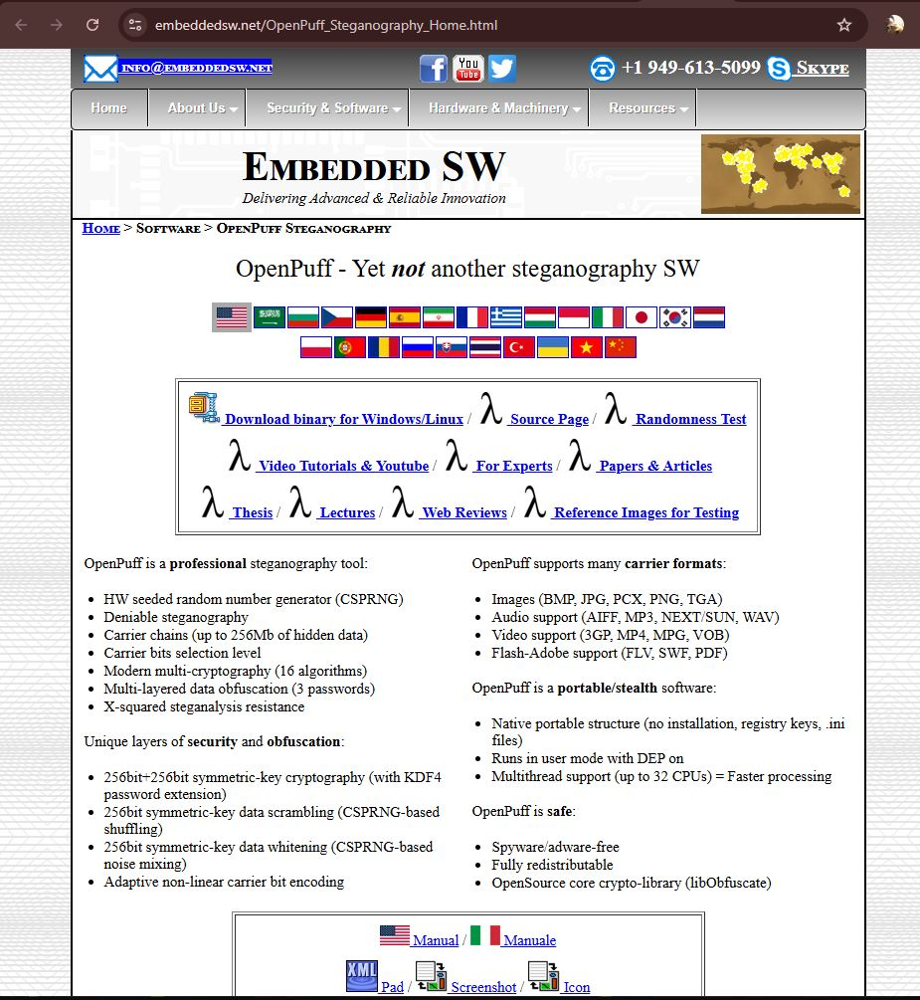 embeddedsw.net/OpenPuff_Steganography_Home.html
INFO@EMBEDDEDSW.NET
You
Tube
+1 949-613-5099 SKYPE
Home About Us Security & Software Hardware & Machinery Resources
EMBEDDED SW
Delivering Advanced & Reliable Innovation
HOME > SOFTWARE > OPENPUFF STEGANOGRAPHY
OpenPuff - Yet not another steganography SW
Download binary for Windows/Linux / λ Source Page / λ Randomness Test
λ Video Tutorials & Youtube / λ For Experts / λ Papers & Articles
λ Thesis / λ Lectures / λ Web Reviews / λ Reference Images for Testing
OpenPuff is a professional steganography tool:
• HW seeded random number generator (CSPRNG)
• Deniable steganography
• Carrier chains (up to 256Mb of hidden data)
• Carrier bits selection level
• Modern multi-cryptography (16 algorithms)
• Multi-layered data obfuscation (3 passwords)
• X-squared steganalysis resistance
Unique layers of security and obfuscation:
• 256bit+256bit symmetric-key cryptography (with KDF4
password extension)
• 256bit symmetric-key data scrambling (CSPRNG-based
shuffling)
• 256bit symmetric-key data whitening (CSPRNG-based
noise mixing)
• Adaptive non-linear carrier bit encoding
OpenPuff supports many carrier formats:
• Images (BMP, JPG, PCX, PNG, TGA)
• Audio support (AIFF, MP3, NEXT/SUN, WAV)
• Video support (3GP, MP4, MPG, VOB)
• Flash-Adobe support (FLV, SWF, PDF)
OpenPuff is a portable/stealth software:
• Native portable structure (no installation, registry keys, .ini
files)
• Runs in user mode with DEP on
• Multithread support (up to 32 CPUs) = Faster processing
OpenPuff is safe:
• Spyware/adware-free
• Fully redistributable
• OpenSource core crypto-library (libObfuscate)
Manual / Manuale
XML Pad / Screenshot / Icon